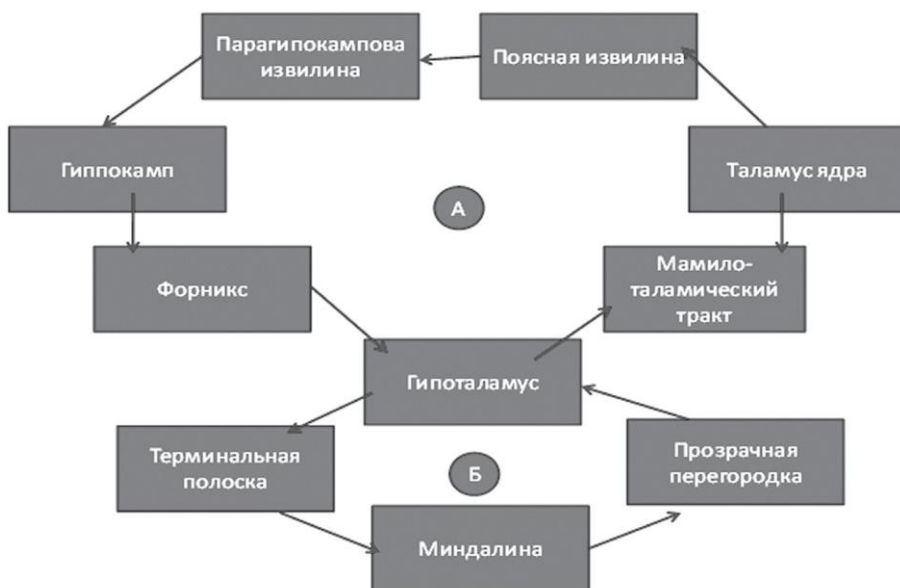 Парагипокампова
извилина
Поясная извилина
Гиппокамп
Таламус ядра
А
Форникс
Мамило-
таламический
тракт
Гипоталамус
Терминальная
полоска
Б
Прозрачная
перегородка
Миндалина